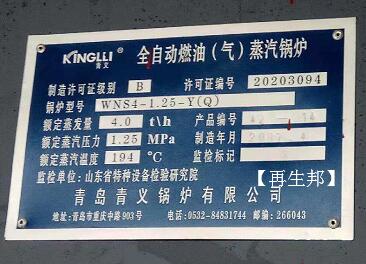 KINGLLI®
青义
全自动燃油（气）蒸汽锅炉
制造许可证级别 B 许可证编号 20203094
锅炉型号 WNS4-1.25-Y(Q)
额定蒸发量 4.0 t\h 产品编号
额定蒸汽压力 1.25 MPa 制造年月
额定蒸汽温度 194 ℃ 监检标记
监检单位：山东省特种设备检验研究院
【再生邦】
青岛青义锅炉有限公司
地址：青岛市重庆中路903号 电话：0532-84831744 邮编：266043